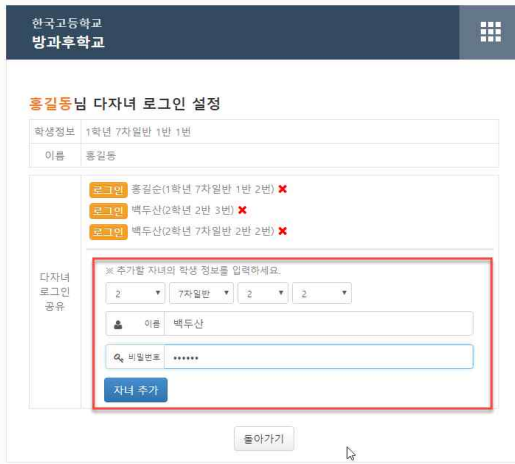 한국고등학교
방과후학교
홍길동님 다자녀 로그인 설정
학생정보 1학년 7차일반 1반 1번
이름 홍길동
로그인 홍길순(1학년 7차일반 1반 2번) ✖
로그인 백두산(2학년 2반 3번) ✖
로그인 백두산(2학년 7차일반 2반 2번) ✖
다자녀
로그인
공유
※ 추가할 자녀의 학생 정보를 입력하세요.
2 7차일반 2 2
이름 백두산
비밀번호 ••••••
자녀 추가
돌아가기